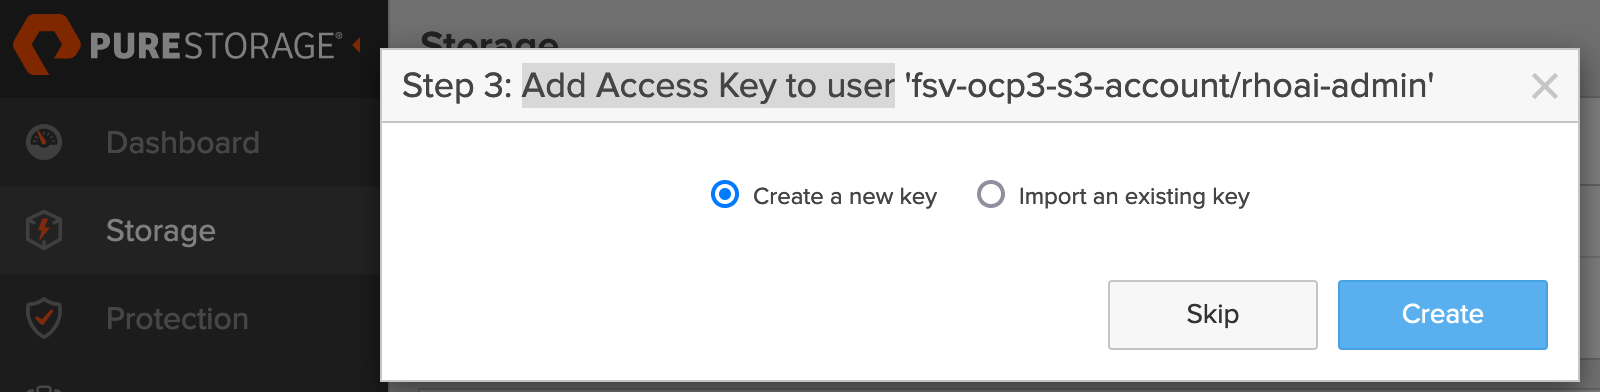 PURESTORAGE®
Storage
Step 3: Add Access Key to user 'fsv-ocp3-s3-account/rhoai-admin'
Dashboard
Create a new key
Import an existing key
Storage
Skip
Create
Protection